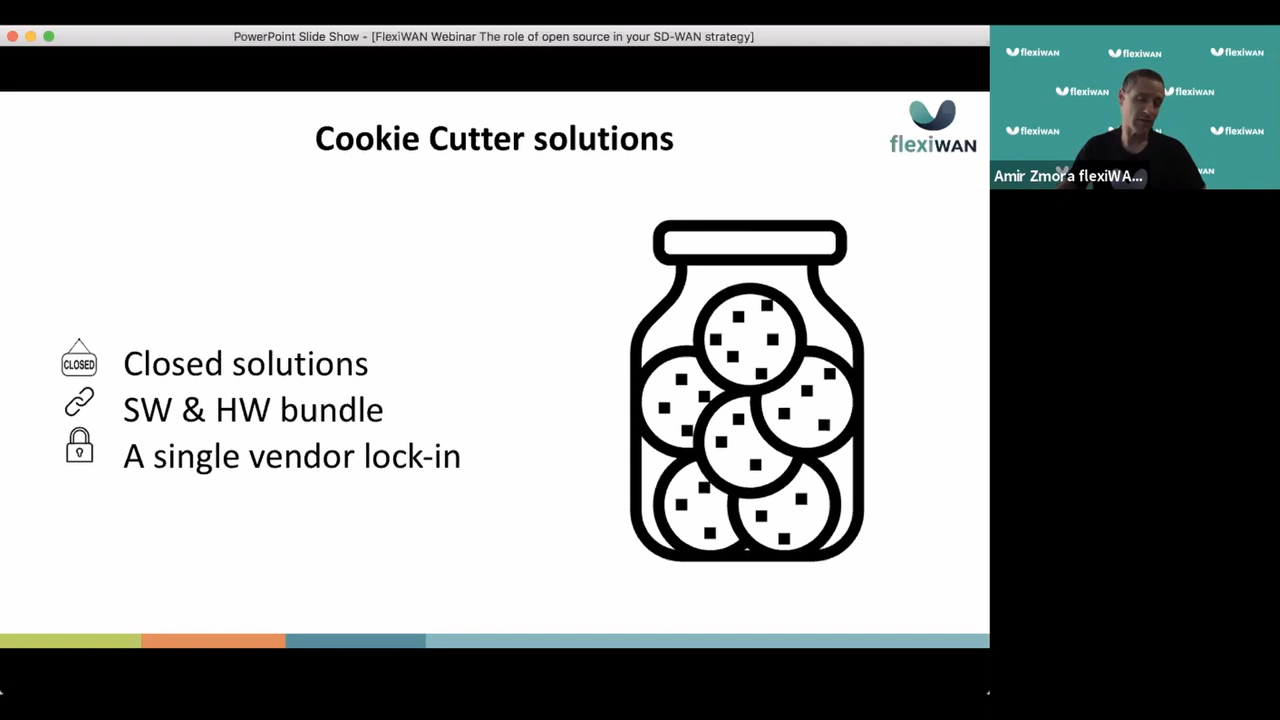 PowerPoint Slide Show - [FlexiWAN Webinar The role of open source in your SD-WAN strategy]
Cookie Cutter solutions
flexiWAN
CLOSED
Closed solutions
SW & HW bundle
A single vendor lock-in
flexiWAN
flexiWAN
flexiWAN
flexiWAN
flexiWAN
flexiWAN
flexiWAN
Amir Zmora flexiWA...
WAN